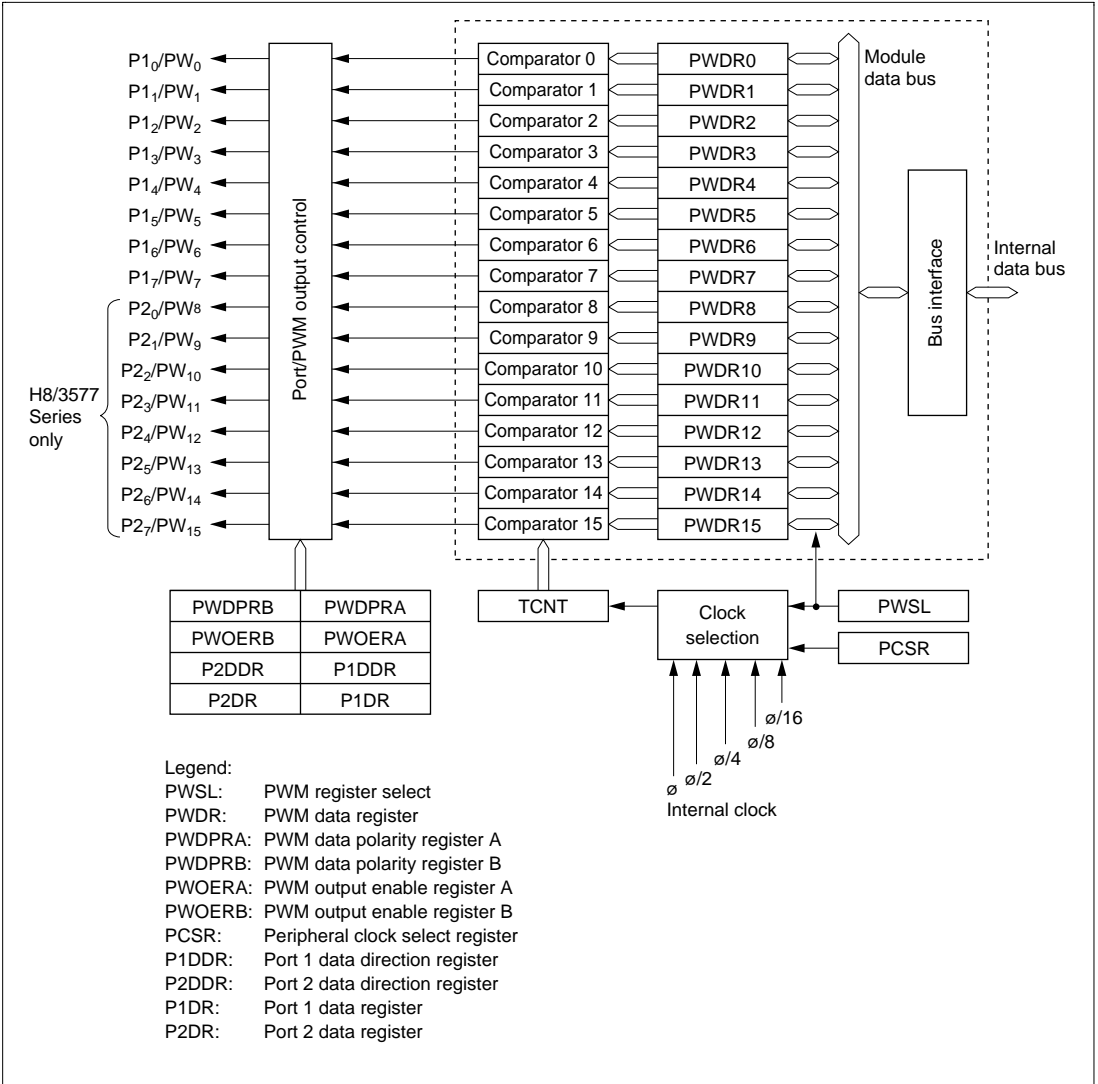 P1₀/PW₀ Comparator 0 PWDR0 Module
data bus
P1₁/PW₁ Comparator 1 PWDR1
P1₂/PW₂ Comparator 2 PWDR2
P1₃/PW₃ Comparator 3 PWDR3
P1₄/PW₄ Comparator 4 PWDR4
P1₅/PW₅ Comparator 5 PWDR5
P1₆/PW₆ Comparator 6 PWDR6
P1₇/PW₇ Comparator 7 PWDR7
P2₀/PW8 Comparator 8 PWDR8
P2₁/PW₉ Comparator 9 PWDR9
P2₂/PW₁₀ Comparator 10 PWDR10
P2₃/PW₁₁ Comparator 11 PWDR11
P2₄/PW₁₂ Comparator 12 PWDR12
P2₅/PW₁₃ Comparator 13 PWDR13
P2₆/PW₁₄ Comparator 14 PWDR14
P2₇/PW₁₅ Comparator 15 PWDR15
H8/3577
Series
only
Port/PWM output control
Bus interface
Internal
data bus
PWDPRB PWDPRA
PWOERB PWOERA
P2DDR P1DDR
P2DR P1DR
TCNT
Clock
selection
PWSL
PCSR
ø ø/2 ø/4 ø/8 ø/16
Internal clock
Legend:
PWSL: PWM register select
PWDR: PWM data register
PWDPRA: PWM data polarity register A
PWDPRB: PWM data polarity register B
PWOERA: PWM output enable register A
PWOERB: PWM output enable register B
PCSR: Peripheral clock select register
P1DDR: Port 1 data direction register
P2DDR: Port 2 data direction register
P1DR: Port 1 data register
P2DR: Port 2 data register